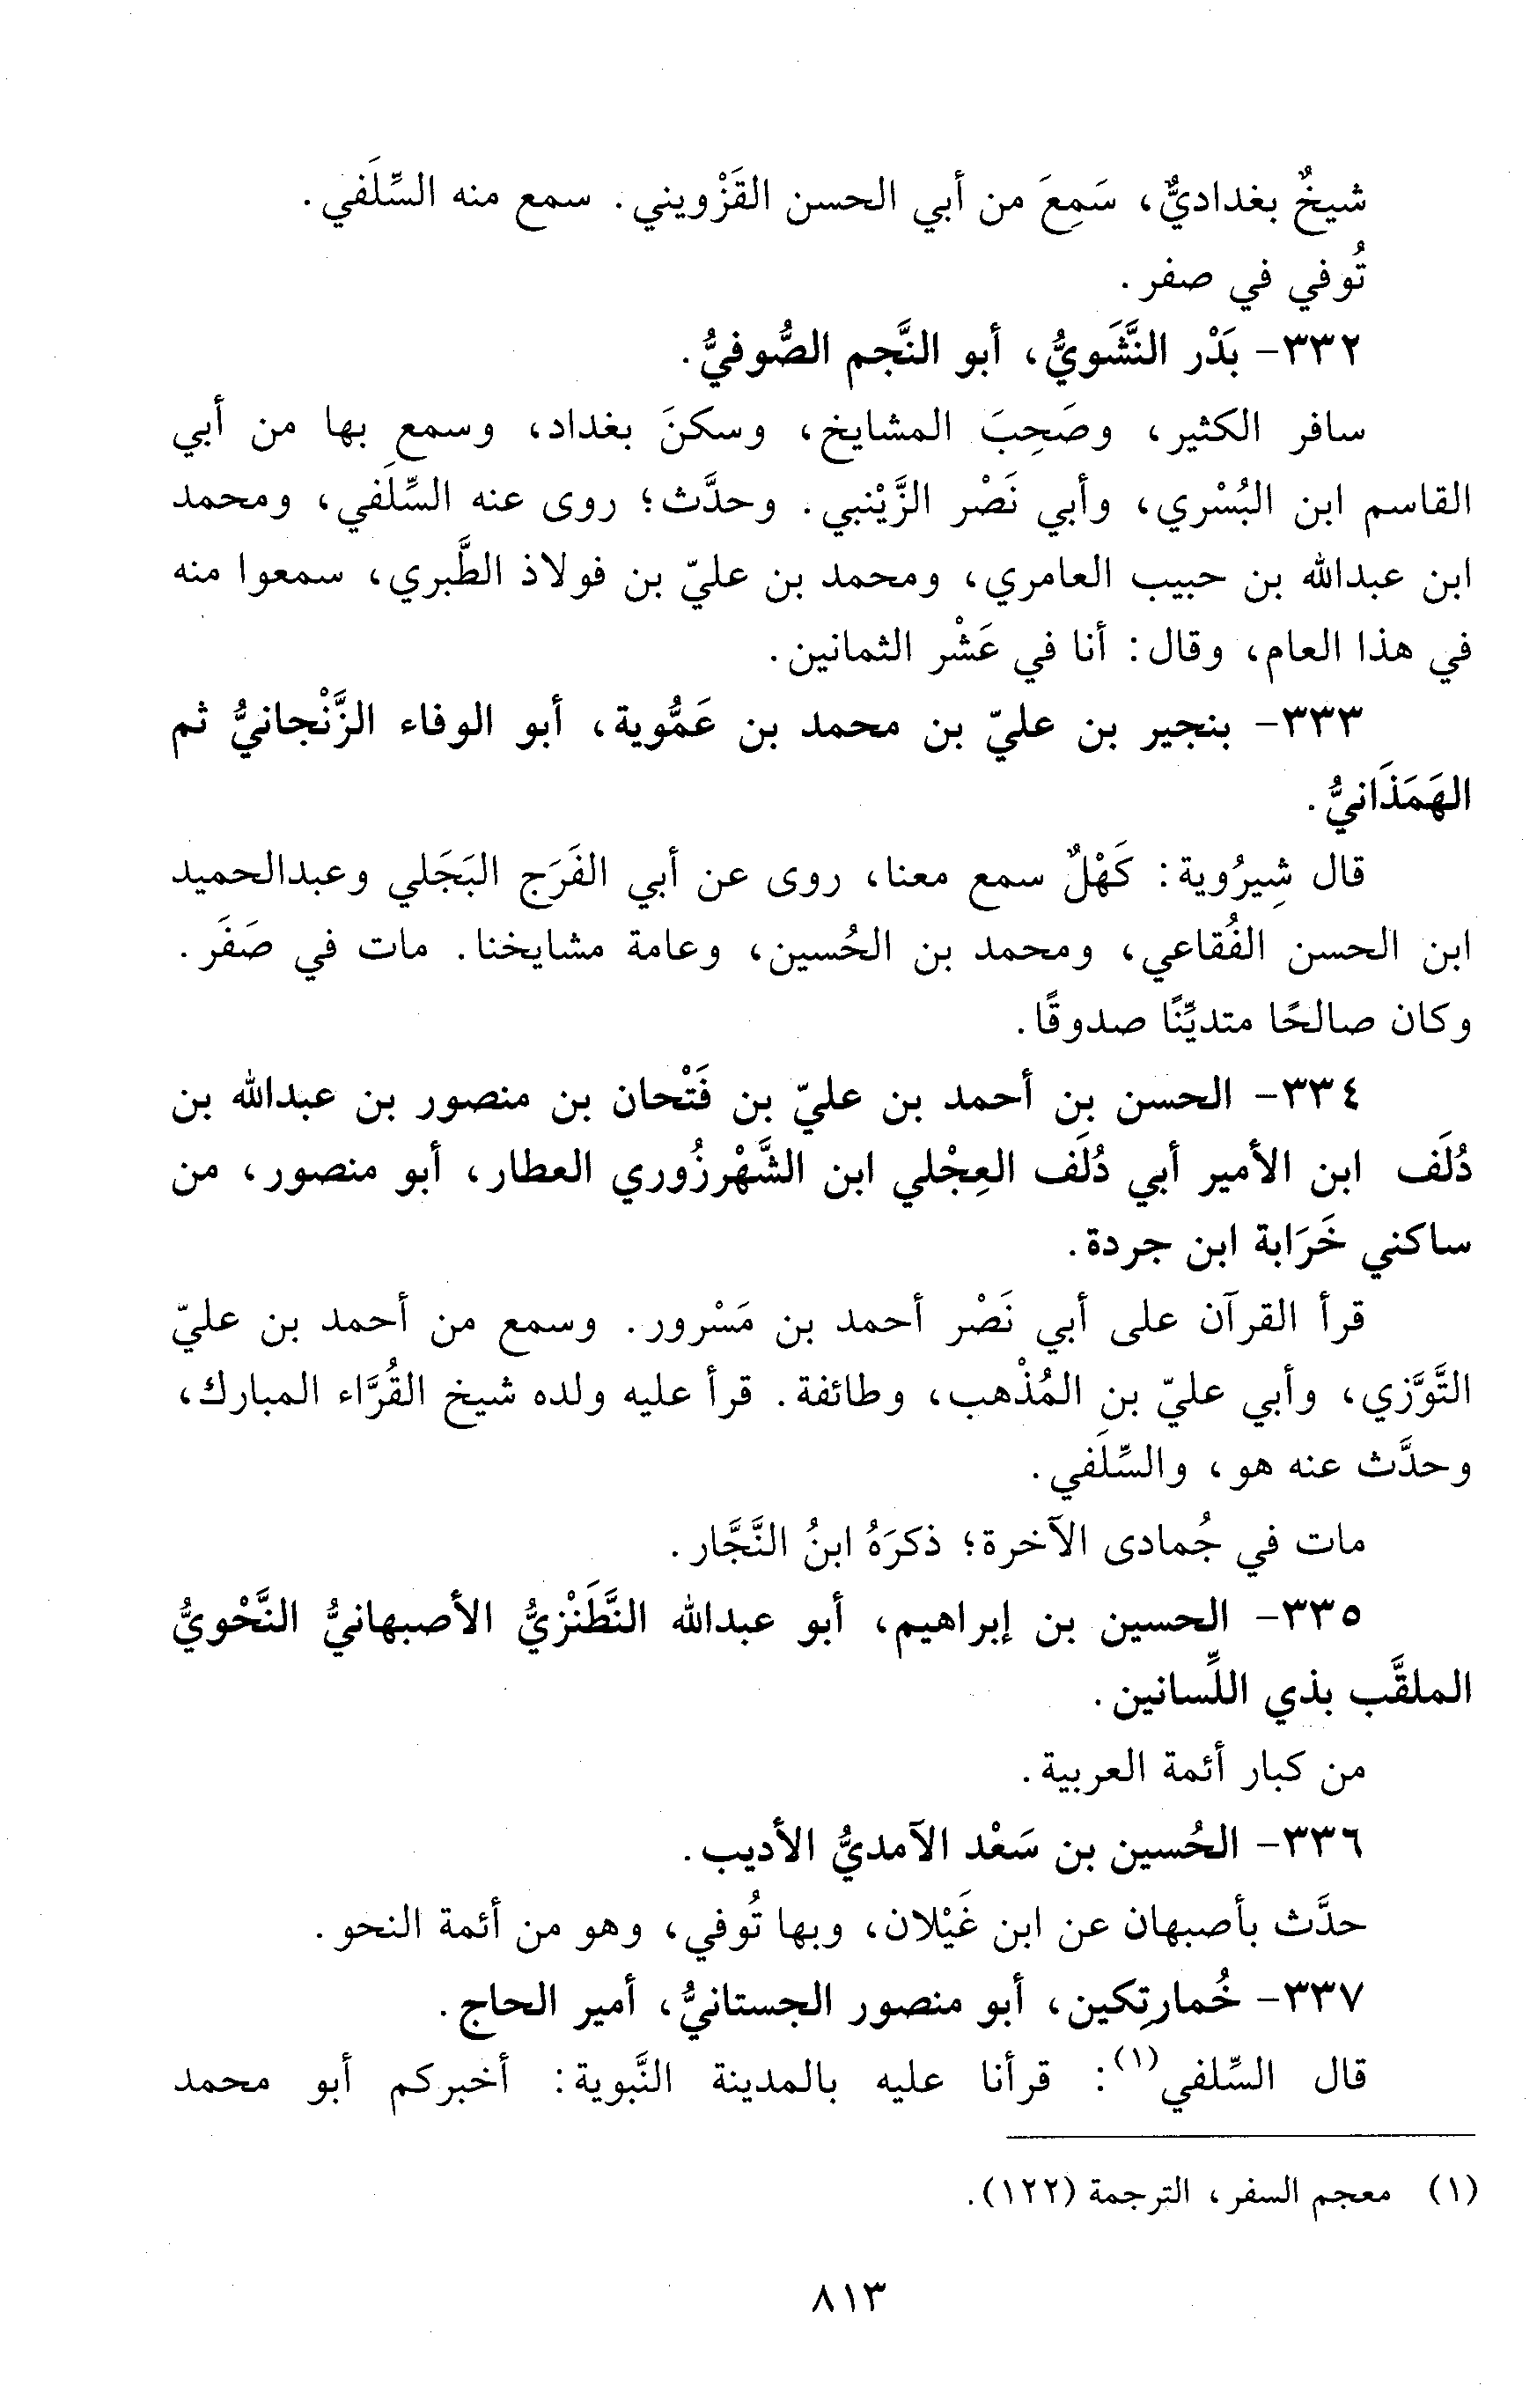 شيخٌ بغداديٌّ، سَمِعَ من أبي الحسن القَزْويني. سمع منه السِّلَفي.
تُوفي في صفر.
٣٣٢- بَدْر النَّشَويُّ، أبو النَّجم الصُّوفيُّ.
سافر الكثير، وصَحِبَ المشايخ، وسكنَ بغداد، وسمع بها من أبي
القاسم ابن البُسْري، وأبي نَصْر الزَّيْنبي. وحدَّث؛ روى عنه السِّلَفي، ومحمد
ابن عبدالله بن حبيب العامري، ومحمد بن عليّ بن فولاذ الطَّبري، سمعوا منه
في هذا العام، وقال: أنا في عَشْر الثمانين.
٣٣٣- بنجير بن عليّ بن محمد بن عَمُّوية، أبو الوفاء الزَّنْجانيُّ ثم
الهَمَذَانيُّ.
قال شِيرُوية: كَهْلٌ سمع معنا، روى عن أبي الفَرَج البَجَلي وعبدالحميد
ابن الحسن الفُقاعي، ومحمد بن الحُسين، وعامة مشايخنا. مات في صَفَر.
وكان صالحًا متديِّنًا صدوقًا.
٣٣٤- الحسن بن أحمد بن عليّ بن فَتْحان بن منصور بن عبدالله بن
دُلَف ابن الأمير أبي دُلَف العِجْلي ابن الشَّهْرزُوري العطار، أبو منصور، من
ساكني خَرَابة ابن جردة.
قرأ القرآن على أبي نَصْر أحمد بن مَسْرور. وسمع من أحمد بن عليّ
التَّوَّزي، وأبي عليّ بن المُذْهب، وطائفة. قرأ عليه ولده شيخ القُرَّاء المبارك،
وحدَّث عنه هو، والسِّلَفي.
مات في جُمادى الآخرة؛ ذكرَهُ ابنُ النَّجَّار.
٣٣٥- الحسين بن إبراهيم، أبو عبدالله النَّطَنْزيُّ الأصبهانيُّ النَّحْويُّ
الملقَّب بذي اللِّسانين.
من كبار أئمة العربية.
٣٣٦- الحُسين بن سَعْد الآمديُّ الأديب.
حدَّث بأصبهان عن ابن غَيْلان، وبها تُوفي، وهو من أئمة النحو.
٣٣٧- خُمارتِكين، أبو منصور الجستانيُّ، أمير الحاج.
قال السِّلفي(١): قرأنا عليه بالمدينة النَّبوية: أخبركم أبو محمد
(١) معجم السفر، الترجمة (١٢٢).
٨١٣